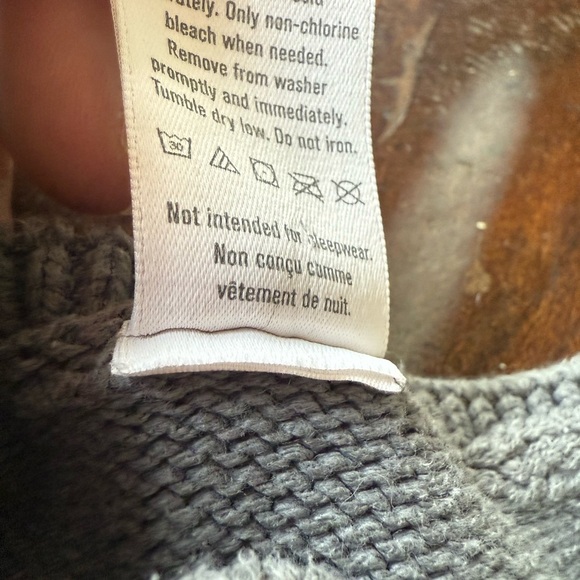 rately. Only non-chlorine
bleach when needed.
Remove from washer
promptly and immediately.
Tumble dry low. Do not iron.
30
Not intended for sleepwear.
Non conçu comme
vêtement de nuit.